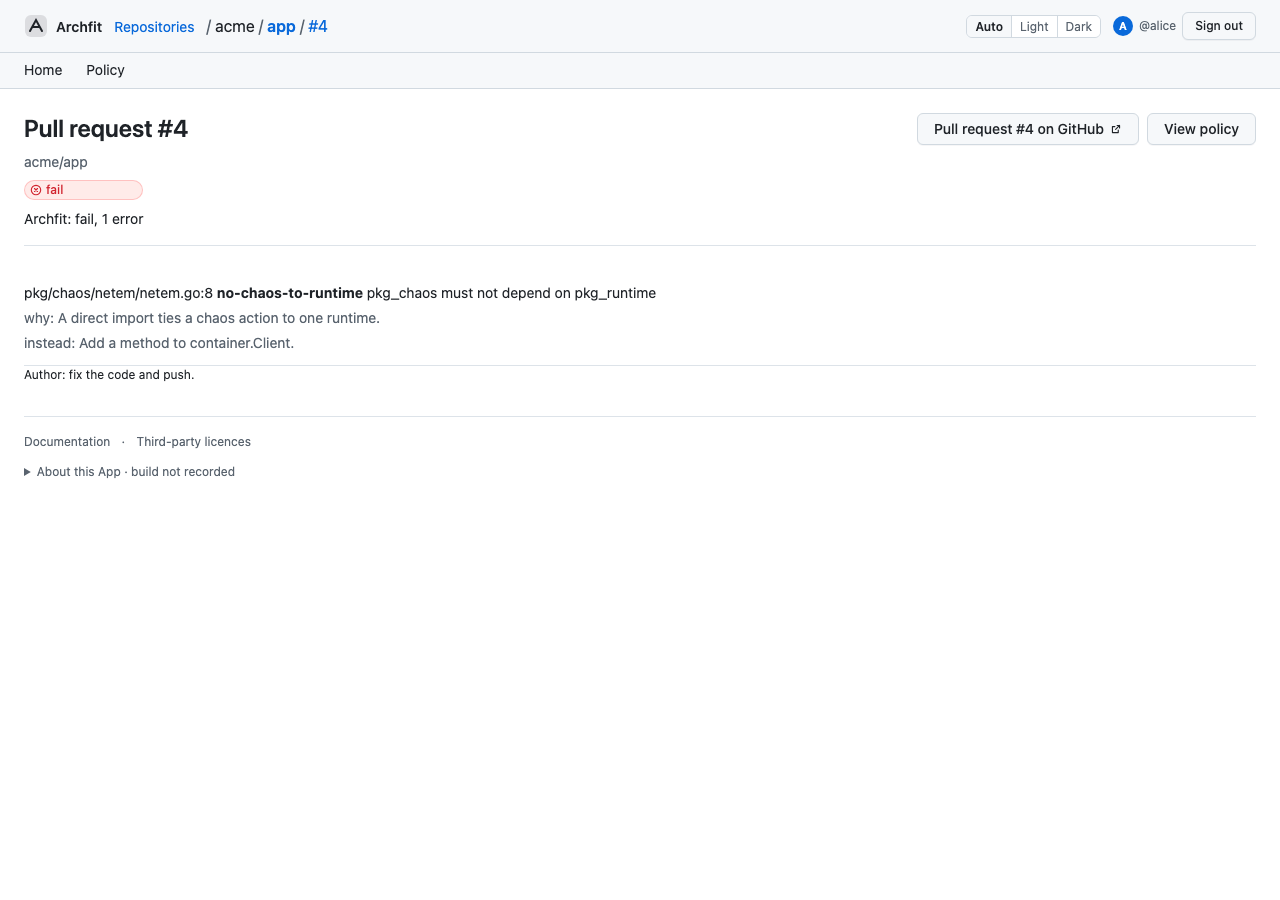 Archfit Repositories / acme / app / #4 Auto Light Dark A @alice Sign out
Home Policy
Pull request #4 Pull request #4 on GitHub View policy
acme/app
fail
Archfit: fail, 1 error
pkg/chaos/netem/netem.go:8 no-chaos-to-runtime pkg_chaos must not depend on pkg_runtime
why: A direct import ties a chaos action to one runtime.
instead: Add a method to container.Client.
Author: fix the code and push.
Documentation · Third-party licences
About this App · build not recorded